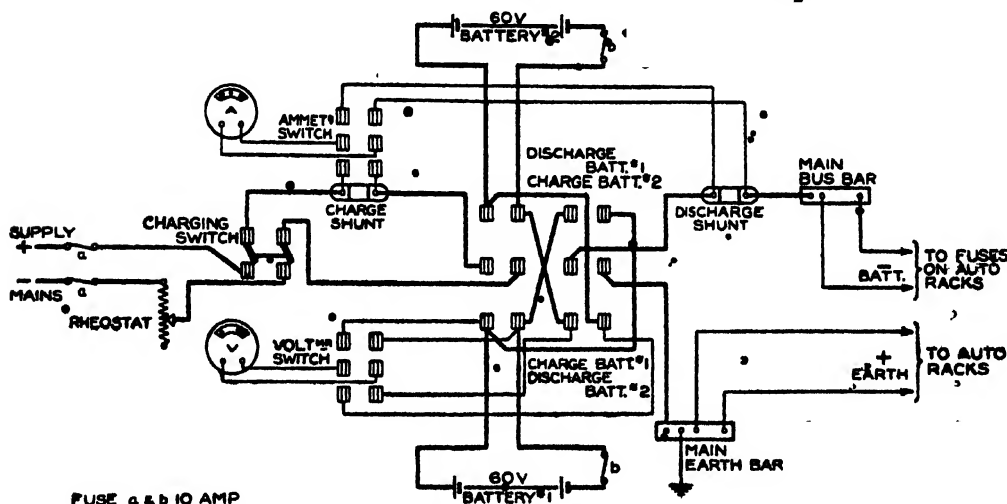 60V
BATTERY #2
b
A
AMMETR
SWITCH
DISCHARGE
BATT. #1
CHARGE BATT. #2
MAIN
BUS BAR
CHARGE
SHUNT
DISCHARGE
SHUNT
CHARGING
SWITCH
SUPPLY
+
a
−
MAINS
a
RHEOSTAT
−
BATT.
TO FUSES
ON AUTO
RACKS
V
VOLTMR
SWITCH
CHARGE BATT. #1
DISCHARGE
BATT. #2
+
EARTH
TO AUTO
RACKS
MAIN
EARTH BAR
b
60V
BATTERY #1
FUSE a & b 10 AMP